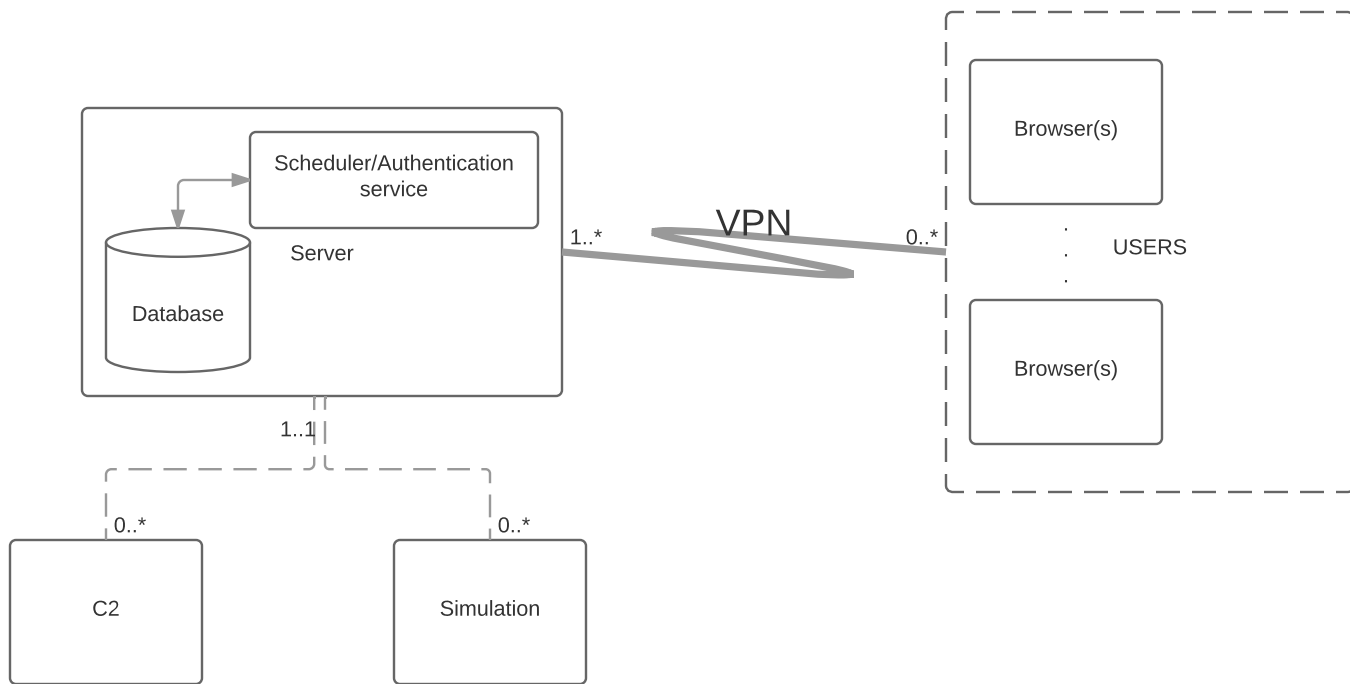 Browser(s)
Scheduler/Authentication
service
VPN
1..*
0..*
.
.
.
USERS
Server
Database
Browser(s)
1..1
0..*
0..*
C2
Simulation